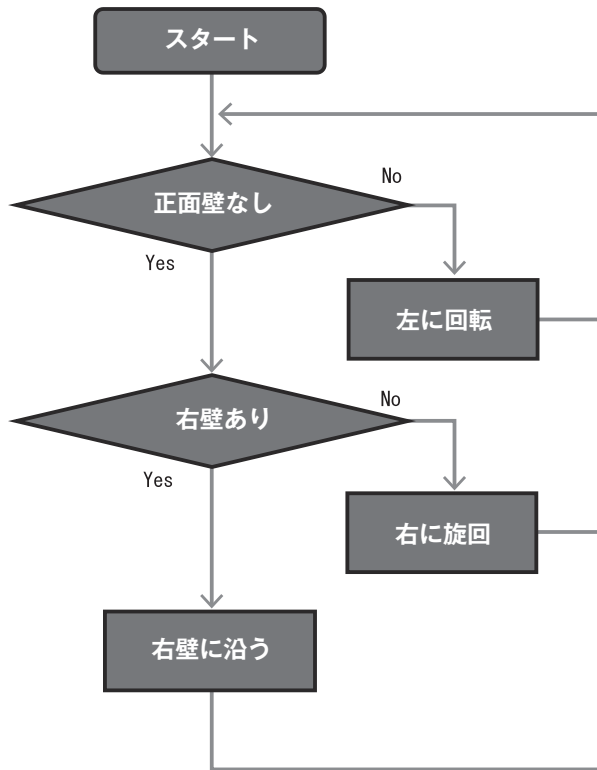 スタート
正面壁なし
No
Yes
左に回転
右壁あり
No
Yes
右に旋回
右壁に沿う